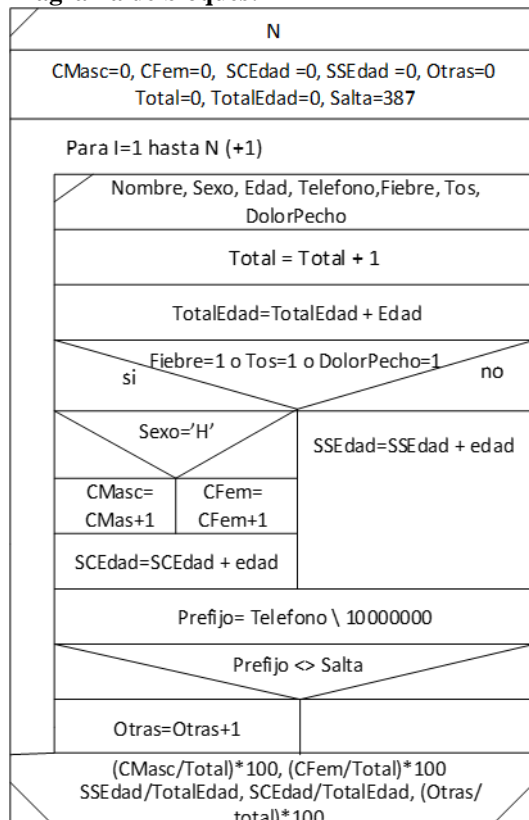 N
CMasc=0, CFem=0, SCEdad =0, SSEdad =0, Otras=0
Total=0, TotalEdad=0, Salta=387
Para I=1 hasta N (+1)
Nombre, Sexo, Edad, Telefono,Fiebre, Tos,
DolorPecho
Total = Total + 1
TotalEdad=TotalEdad + Edad
Fiebre=1 o Tos=1 o DolorPecho=1
si
no
Sexo='H'
SSEdad=SSEdad + edad
CMasc=
CMas+1
CFem=
CFem+1
SCEdad=SCEdad + edad
Prefijo= Telefono \ 10000000
Prefijo <> Salta
Otras=Otras+1
(CMasc/Total)*100, (CFem/Total)*100
SSEdad/TotalEdad, SCEdad/TotalEdad, (Otras/
total)*100